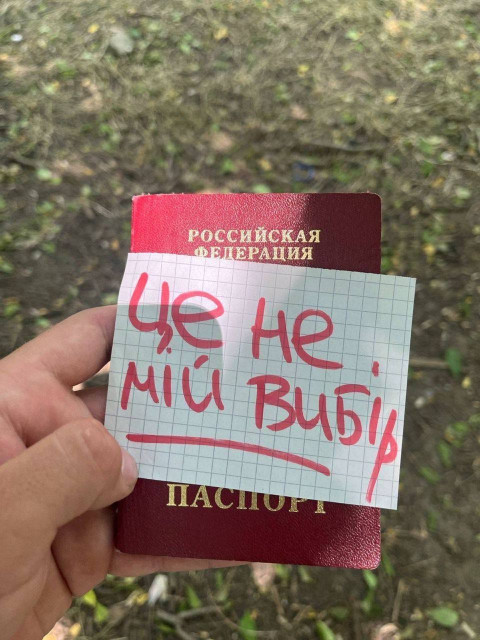 РОССИЙСКАЯ
ФЕДЕРАЦИЯ
це не
мій вибір
ПАСПОРТ